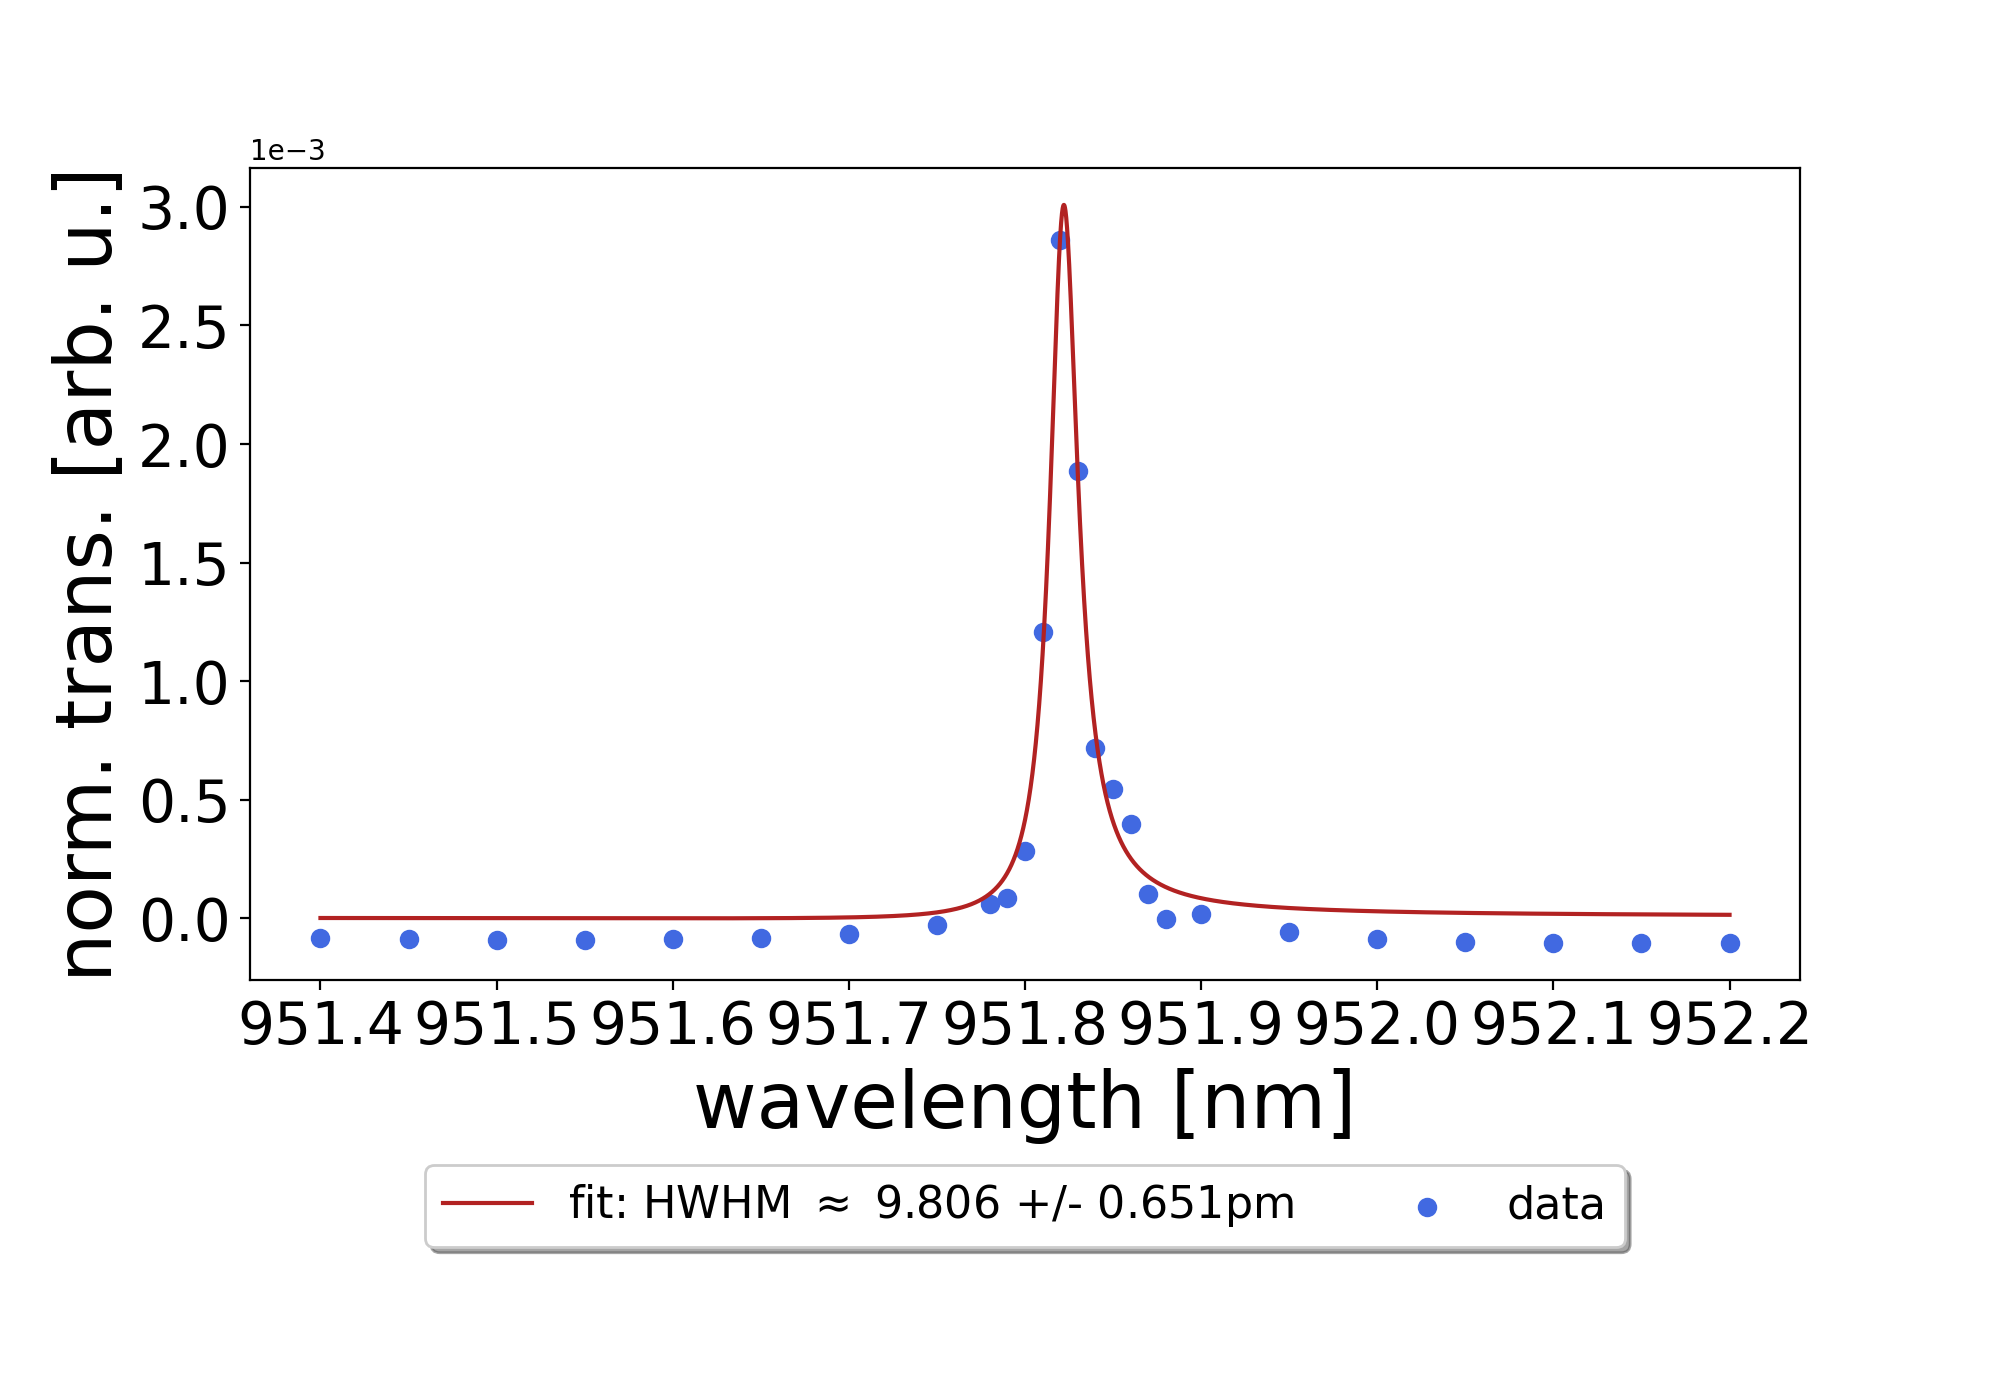 1e−3
norm. trans. [arb. u.]
3.0
2.5
2.0
1.5
1.0
0.5
0.0
951.4 951.5 951.6 951.7 951.8 951.9 952.0 952.1 952.2
wavelength [nm]
fit: HWHM ≈ 9.806 +/- 0.651pm data